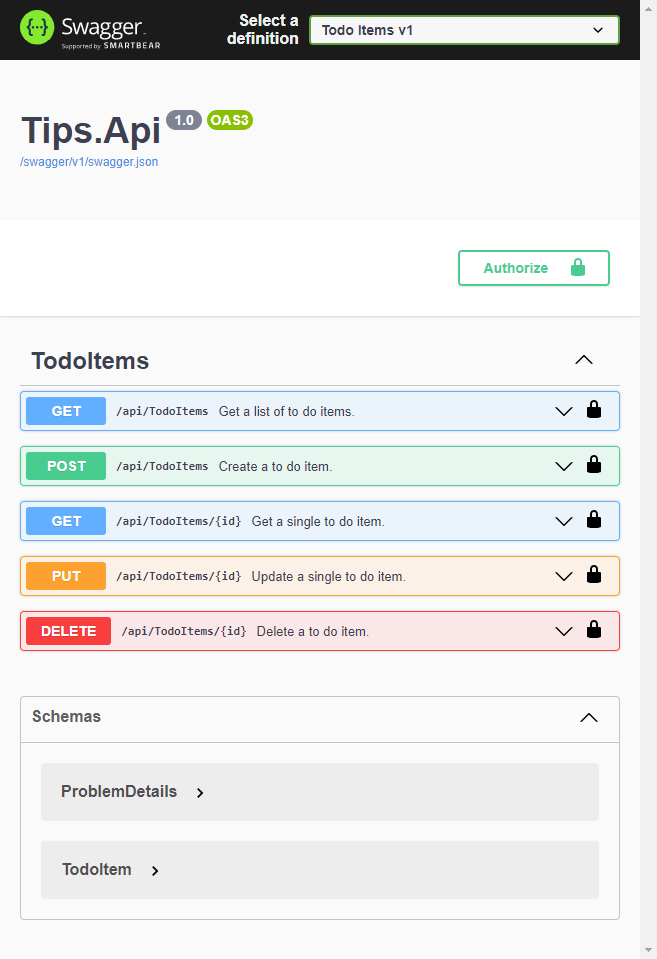 Swagger
Supported by SMARTBEAR
Select a
definition
Todo Items v1
Tips.Api 1.0 OAS3
/swagger/v1/swagger.json
Authorize
TodoItems
GET /api/TodoItems Get a list of to do items.
POST /api/TodoItems Create a to do item.
GET /api/TodoItems/{id} Get a single to do item.
PUT /api/TodoItems/{id} Update a single to do item.
DELETE /api/TodoItems/{id} Delete a to do item.
Schemas
ProblemDetails
TodoItem